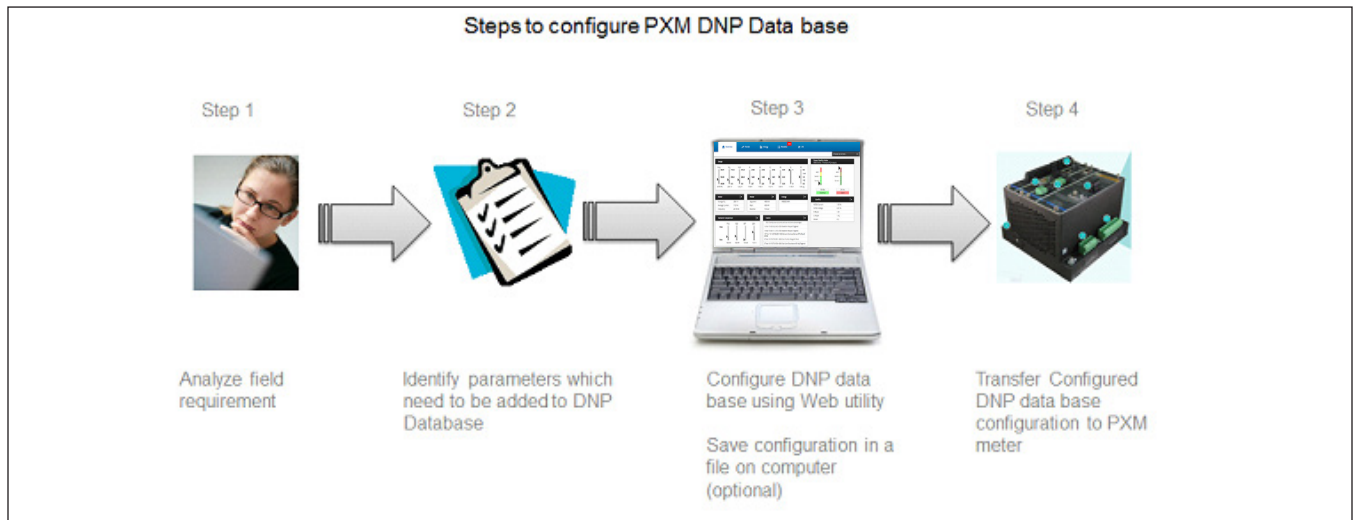 Steps to configure PXM DNP Data base
Step 1
Step 2
Step 3
Step 4
Analyze field
requirement
Identify parameters which
need to be added to DNP
Database
Configure DNP data
base using Web utility
Save configuration in a
file on computer
(optional)
Transfer Configured
DNP data base
configuration to PXM
meter